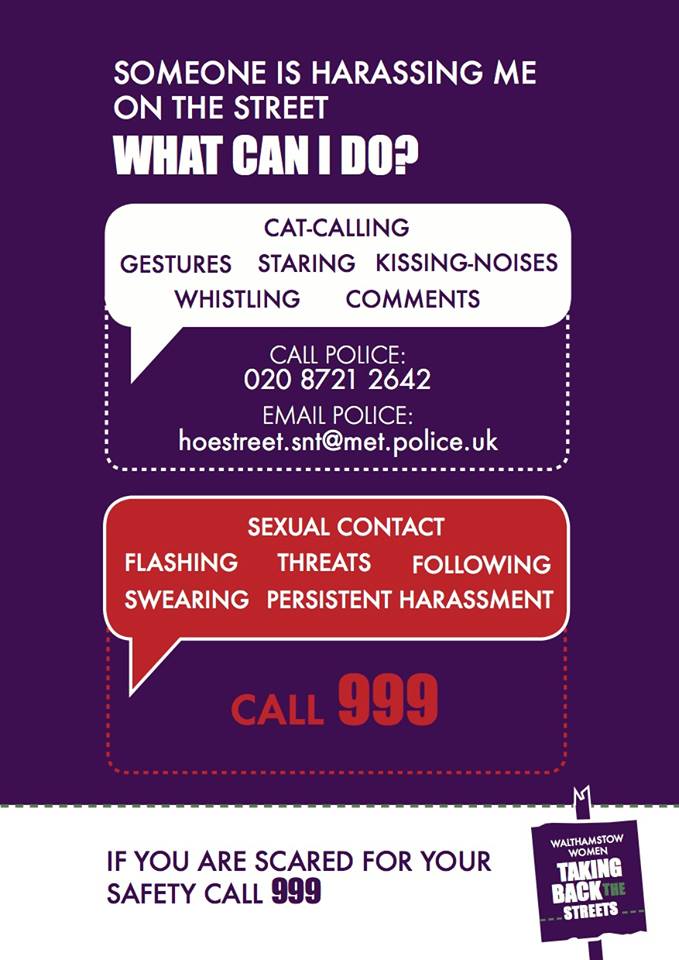 SOMEONE IS HARASSING ME
ON THE STREET
WHAT CAN I DO?
CAT-CALLING
GESTURES STARING KISSING-NOISES
WHISTLING COMMENTS
CALL POLICE:
020 8721 2642
EMAIL POLICE:
hoestreet.snt@met.police.uk
SEXUAL CONTACT
FLASHING THREATS FOLLOWING
SWEARING PERSISTENT HARASSMENT
CALL 999
IF YOU ARE SCARED FOR YOUR
SAFETY CALL 999
WALTHAMSTOW
WOMEN
TAKING
BACK THE
STREETS